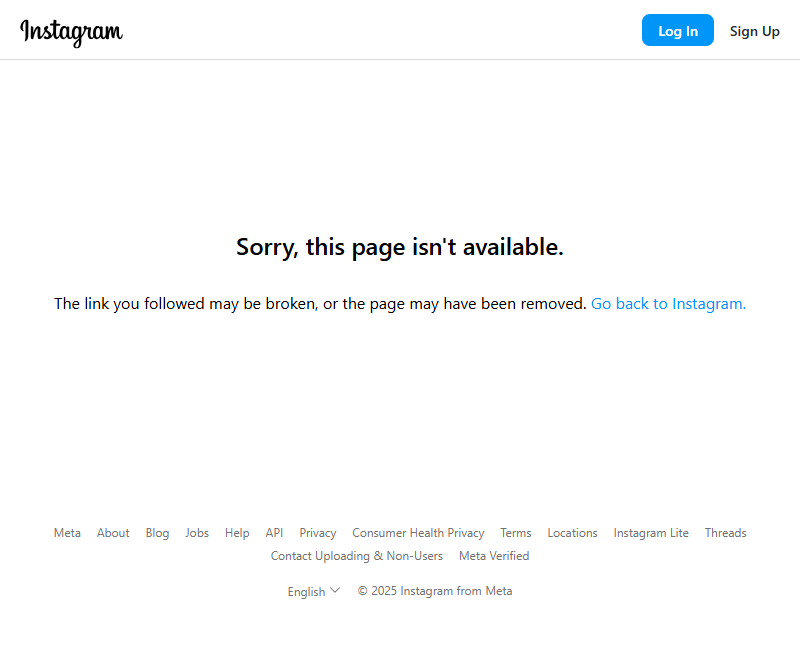 Instagram Log In Sign Up
Sorry, this page isn't available.
The link you followed may be broken, or the page may have been removed. Go back to Instagram.
Meta About Blog Jobs Help API Privacy Consumer Health Privacy Terms Locations Instagram Lite Threads
Contact Uploading & Non-Users Meta Verified
English © 2025 Instagram from Meta